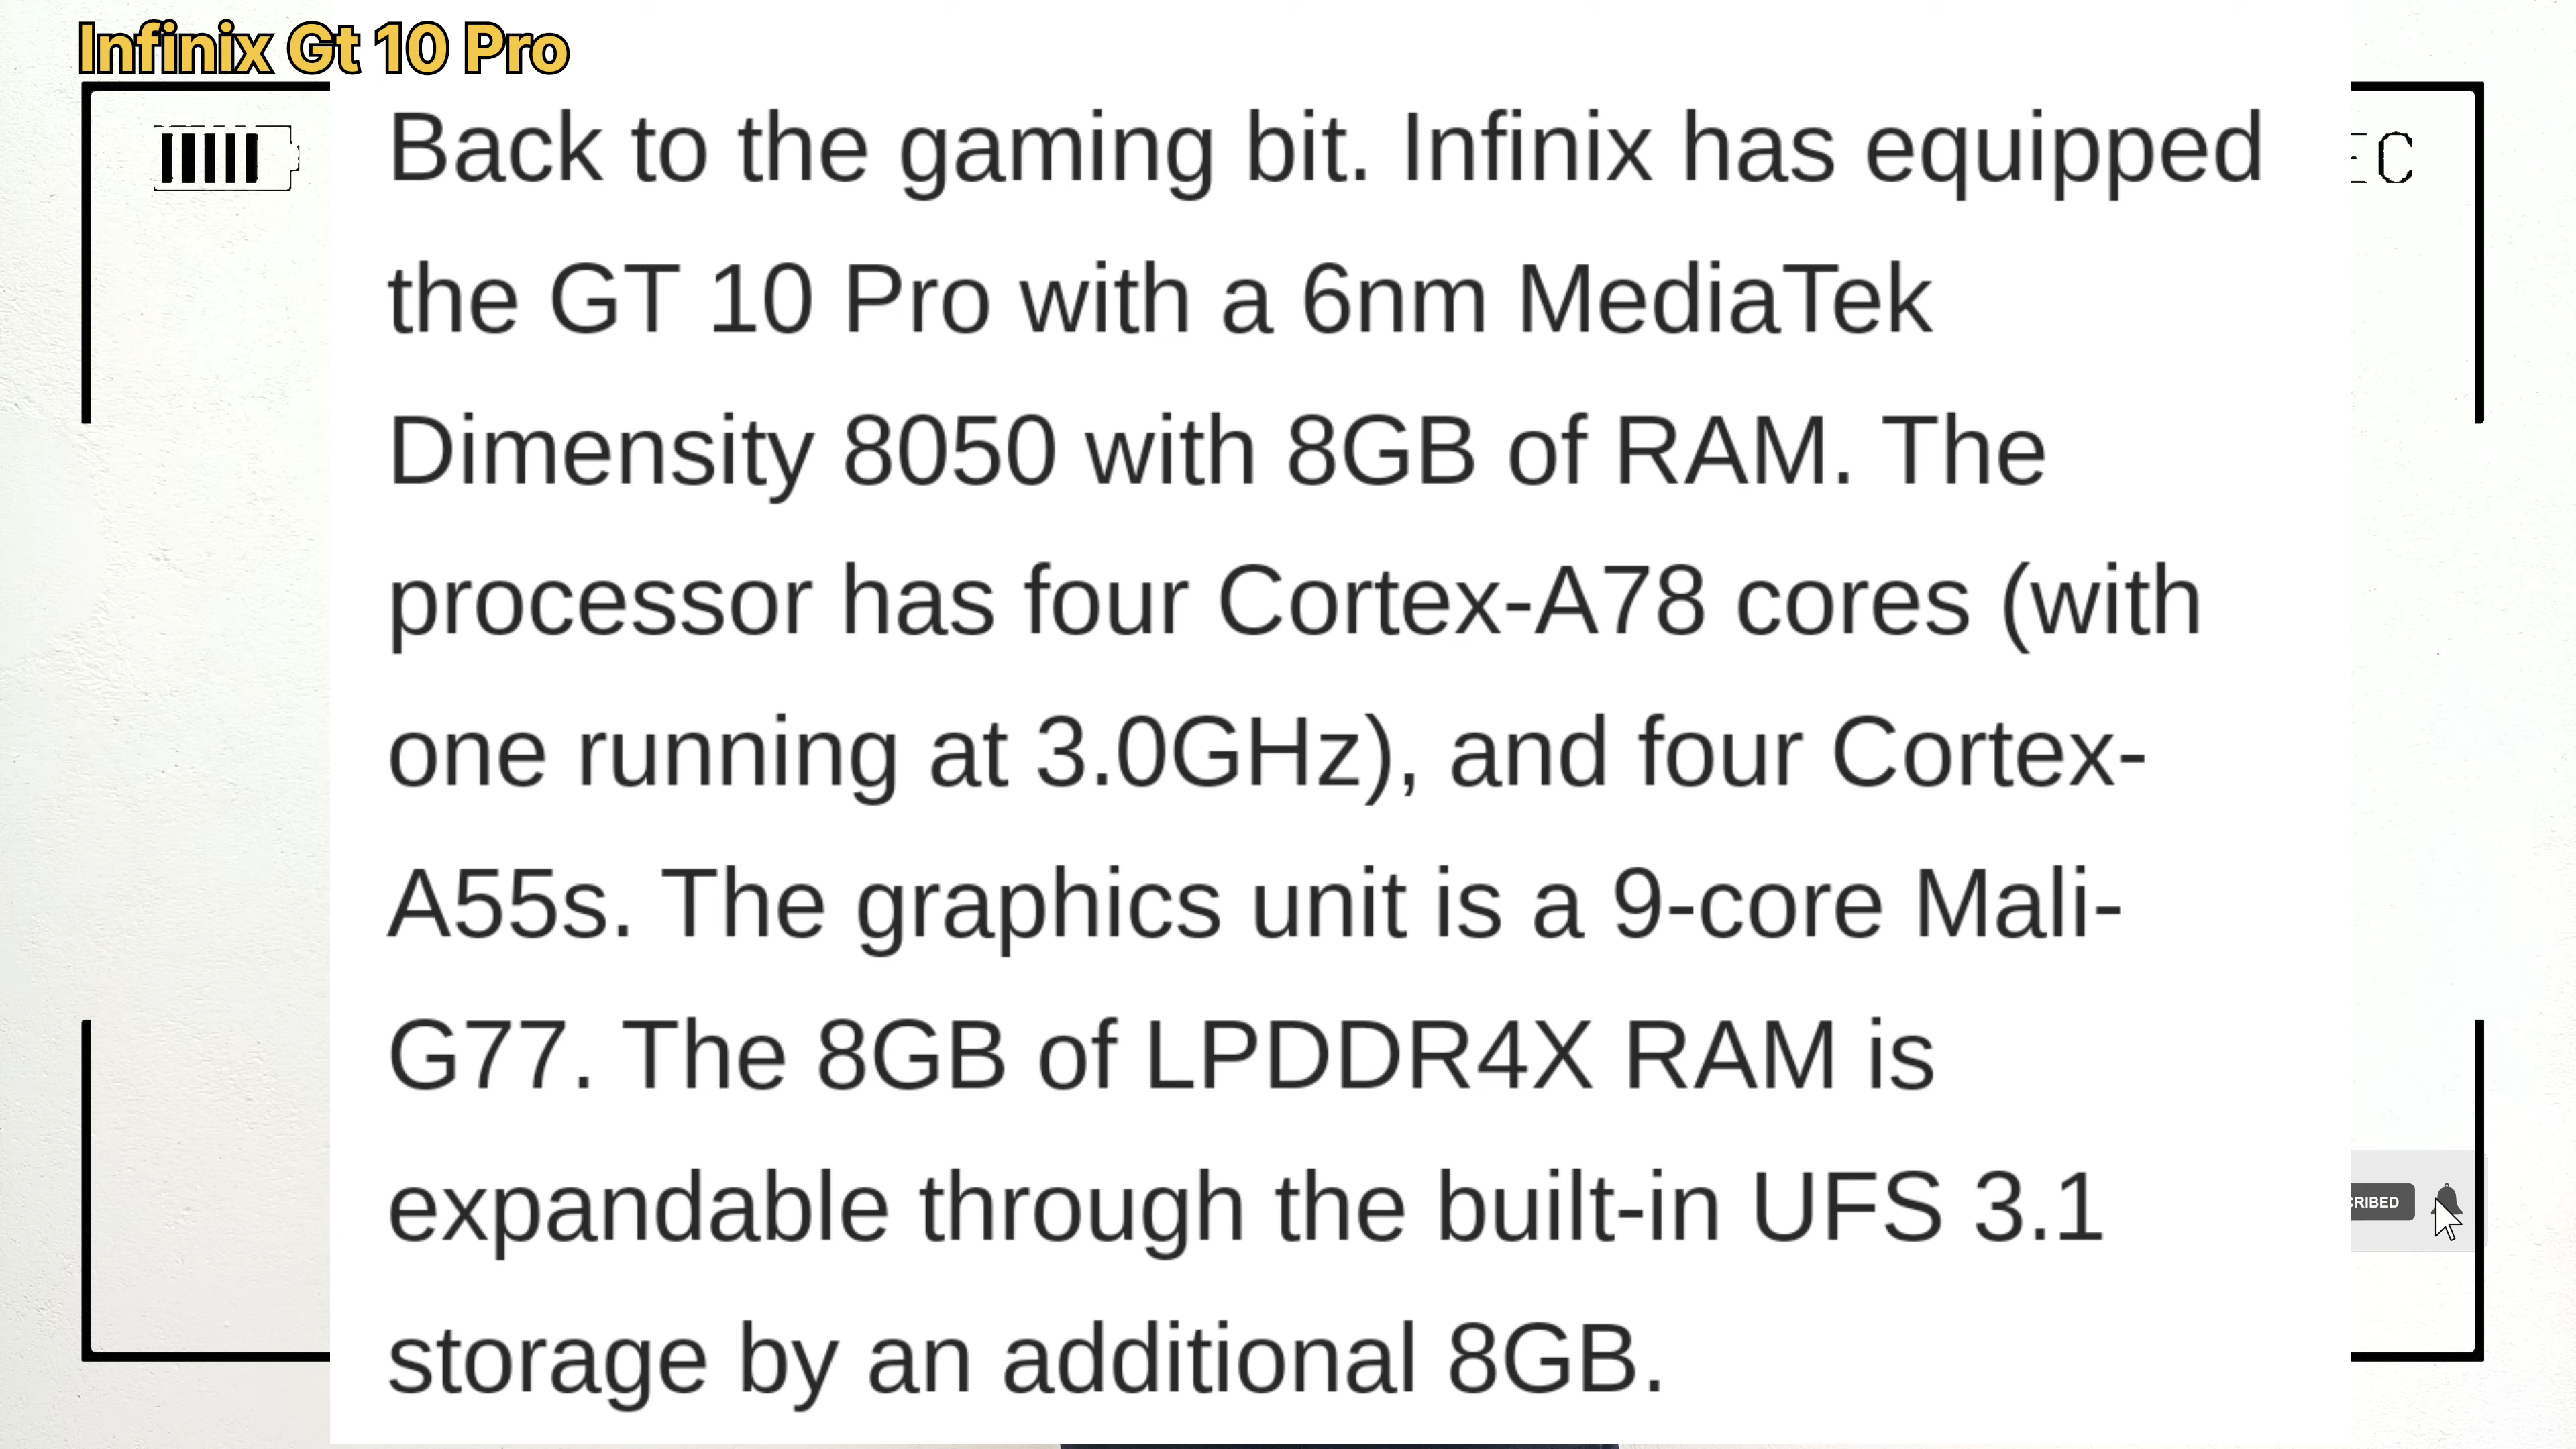 Infinix Gt 10 Pro
Back to the gaming bit. Infinix has equipped
the GT 10 Pro with a 6nm MediaTek
Dimensity 8050 with 8GB of RAM. The
processor has four Cortex-A78 cores (with
one running at 3.0GHz), and four Cortex-
A55s. The graphics unit is a 9-core Mali-
G77. The 8GB of LPDDR4X RAM is
expandable through the built-in UFS 3.1
storage by an additional 8GB.